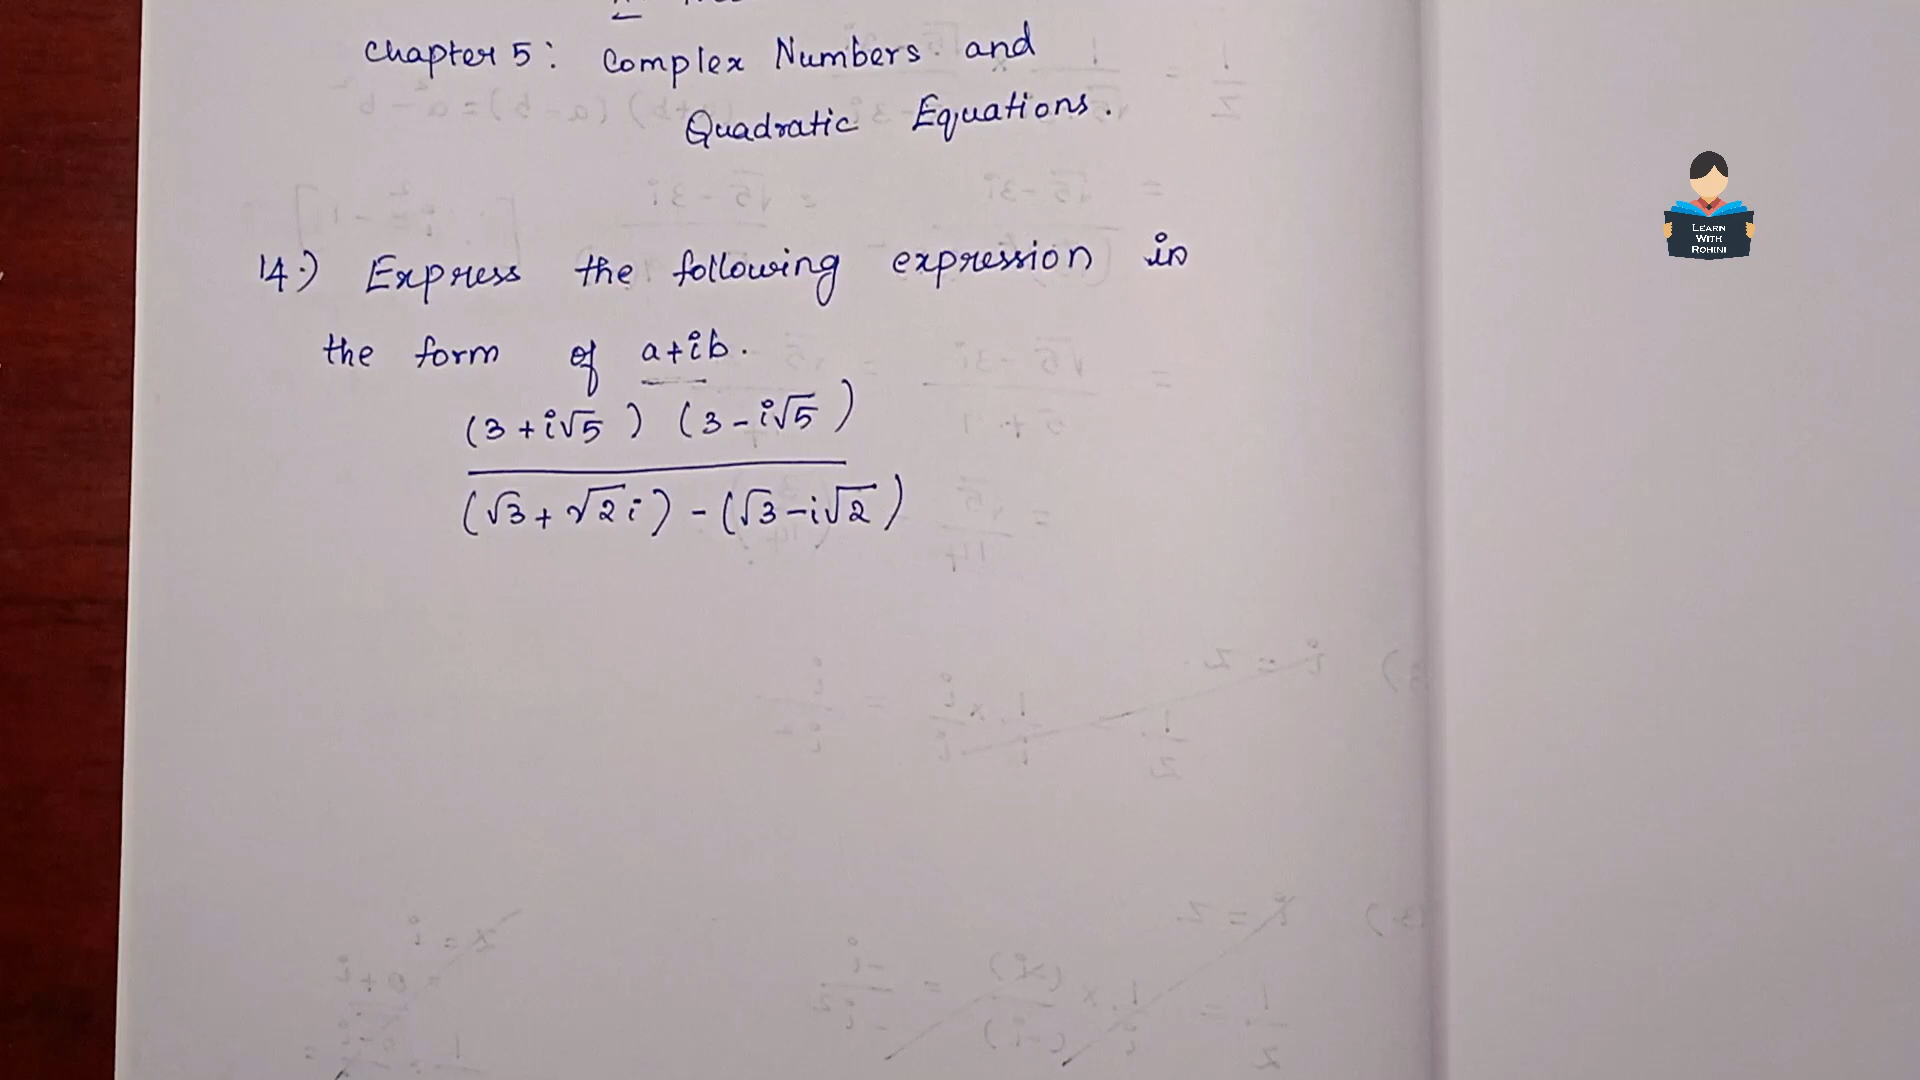 Chapter 5: Complex Numbers and
Quadratic Equations.
14.) Express the following expression in
the form of a+ib.
(3+i√5) (3-i√5)
(√3+√2i) - (√3-i√2)
LEARN
WITH
ROHINI